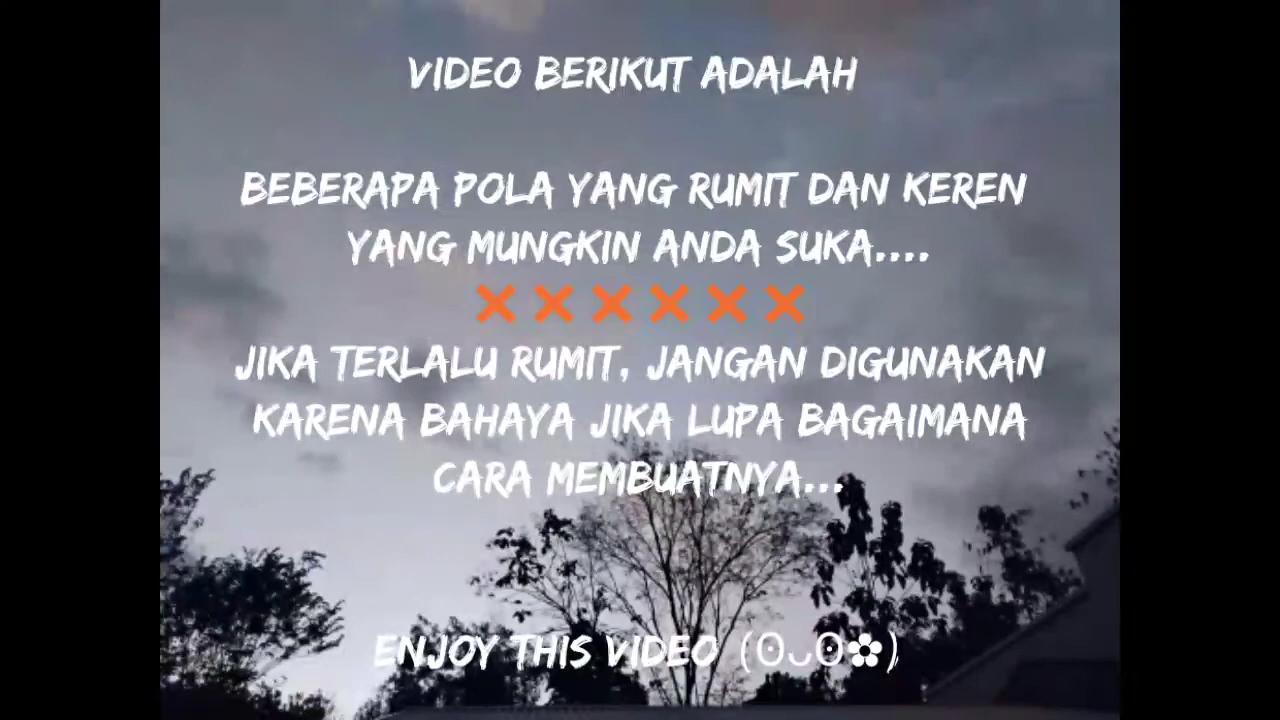 VIDEO BERIKUT ADALAH
BEBERAPA POLA YANG RUMIT DAN KEREN
YANG MUNGKIN ANDA SUKA....
❌❌❌❌❌❌
JIKA TERLALU RUMIT, JANGAN DIGUNAKAN
KARENA BAHAYA JIKA LUPA BAGAIMANA
CARA MEMBUATNYA...
ENJOY THIS VIDEO (ʘᴗʘ✿)